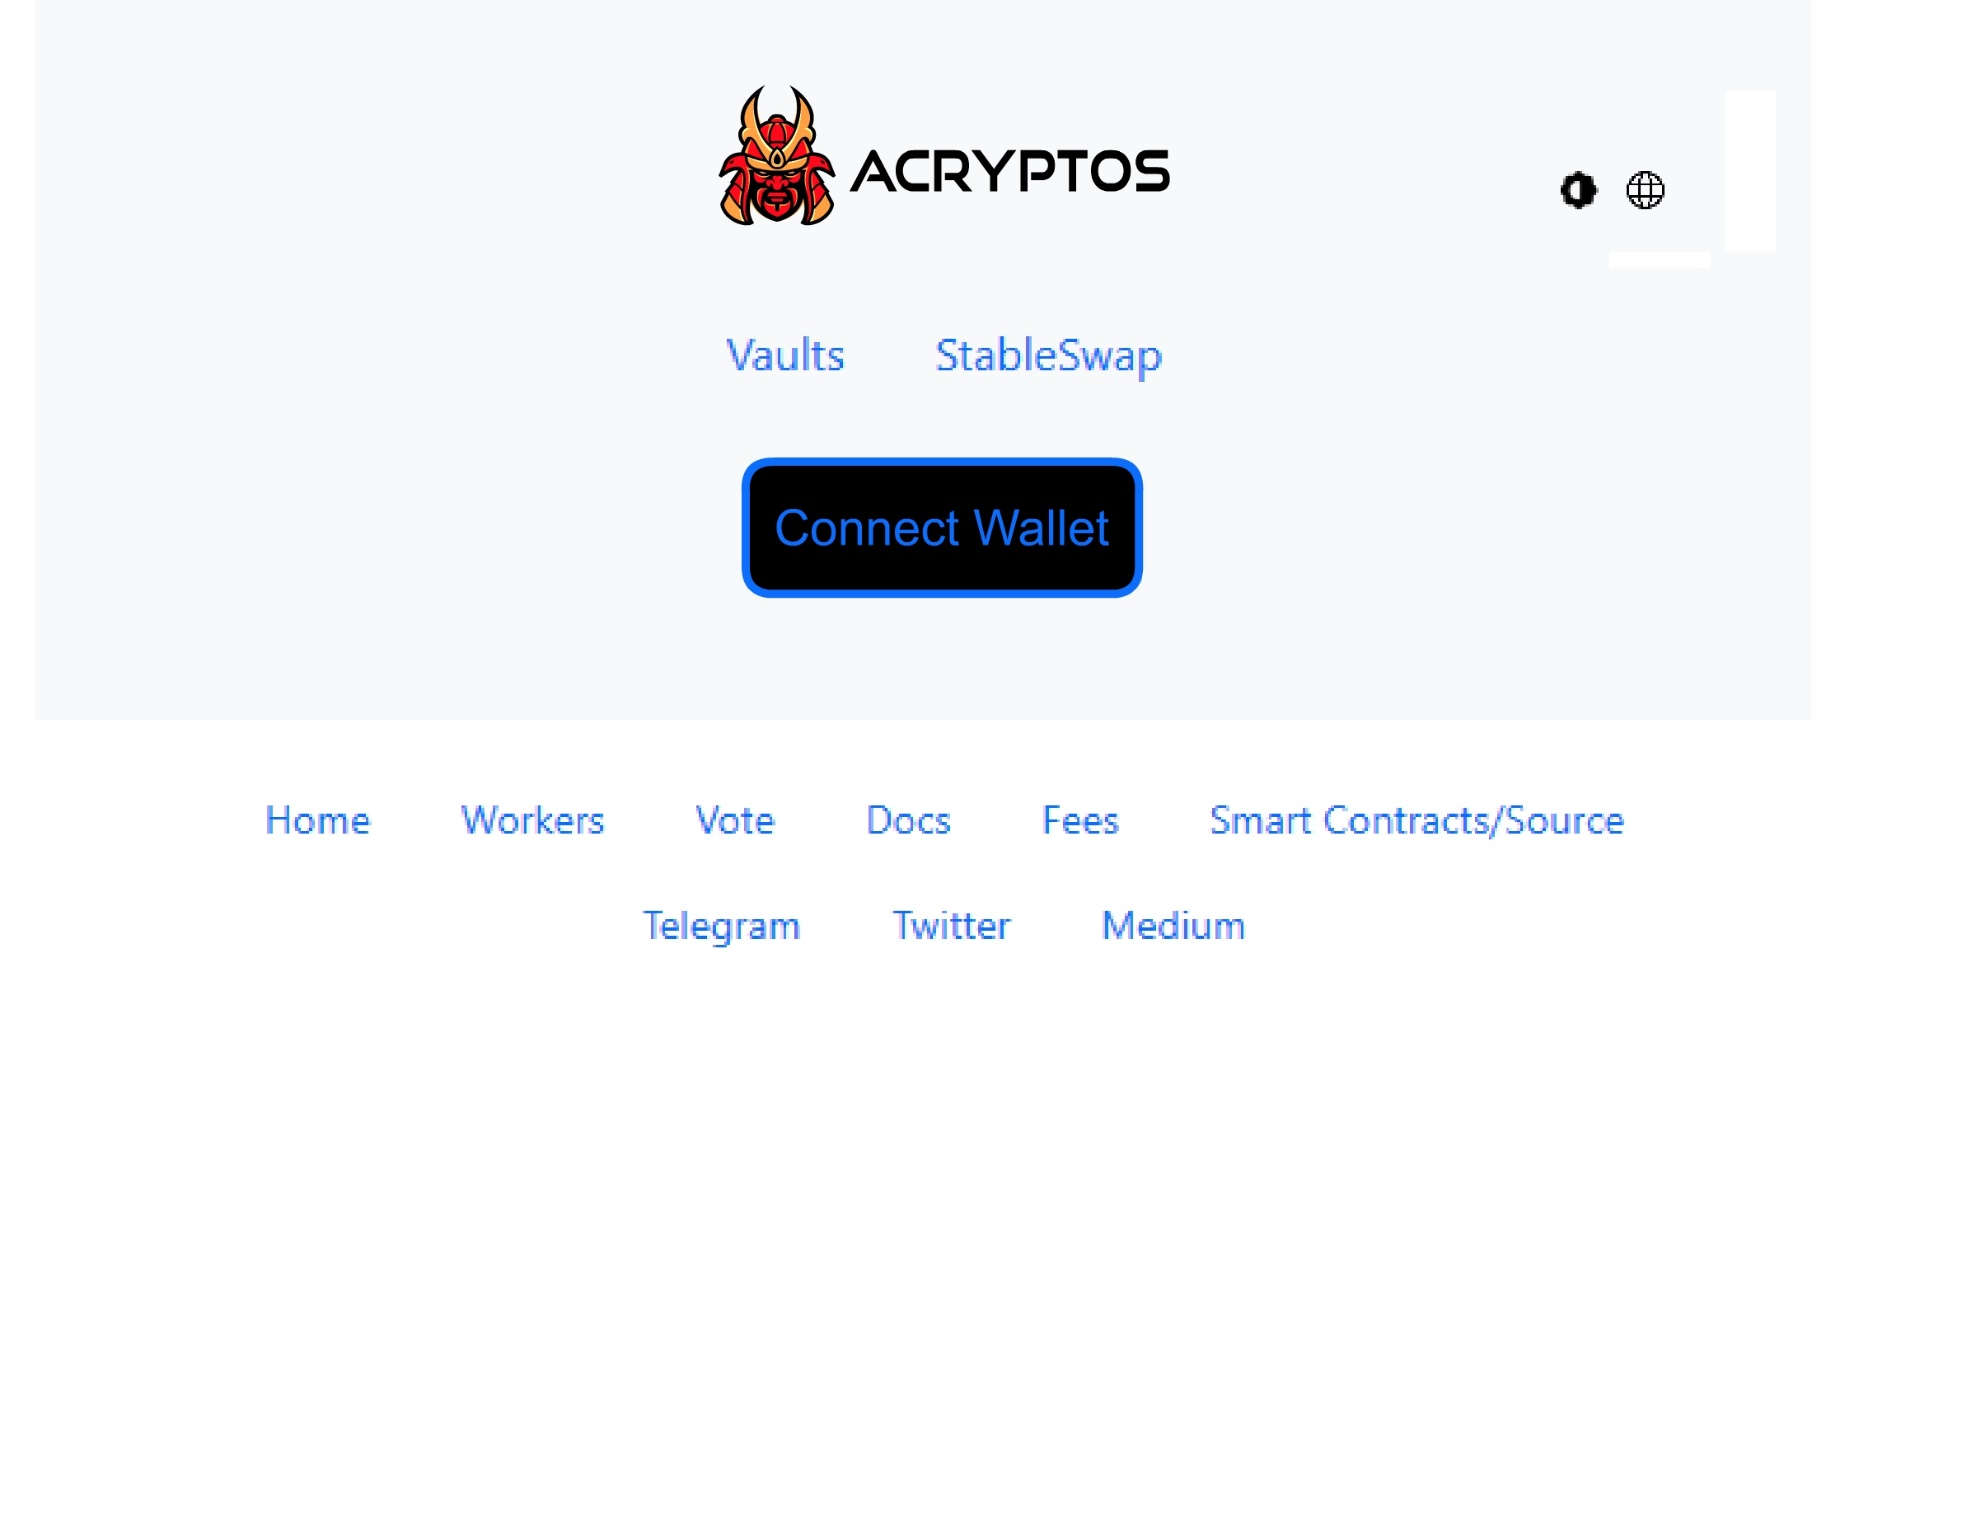 ACRYPTOS
Vaults StableSwap
Connect Wallet
Home Workers Vote Docs Fees Smart Contracts/Source
Telegram Twitter Medium